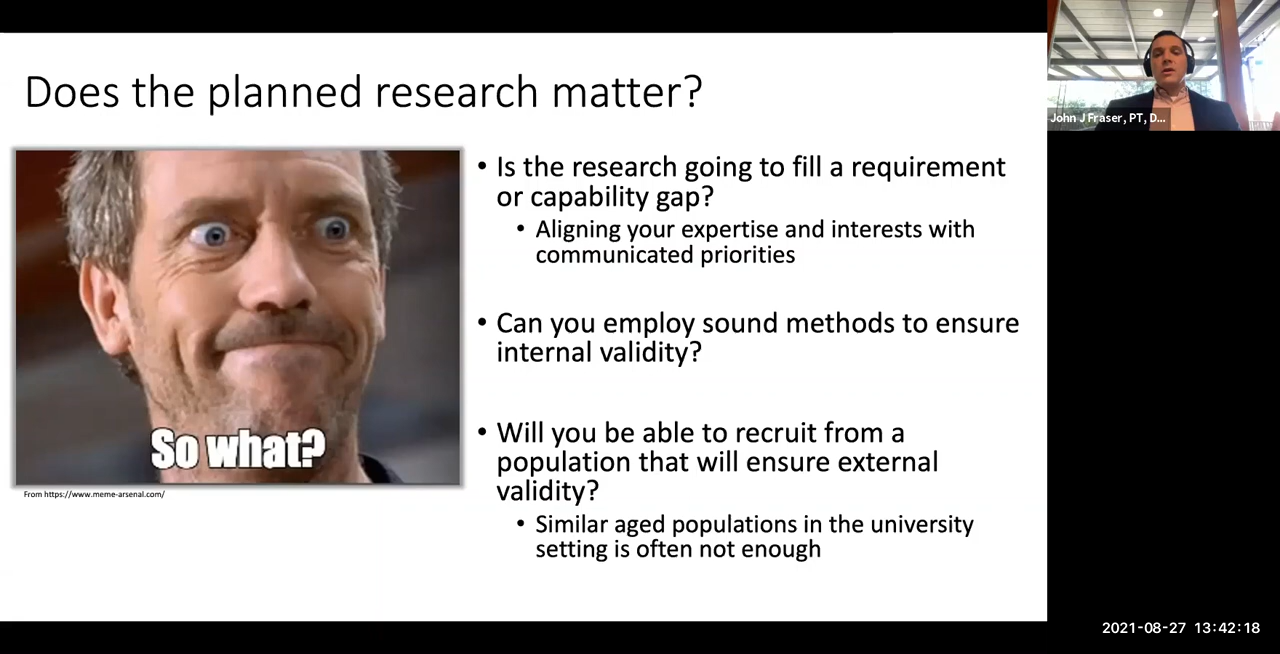 Does the planned research matter?
So what?
From https://www.meme-arsenal.com/
• Is the research going to fill a requirement
or capability gap?
• Aligning your expertise and interests with
communicated priorities
• Can you employ sound methods to ensure
internal validity?
• Will you be able to recruit from a
population that will ensure external
validity?
• Similar aged populations in the university
setting is often not enough
John J Fraser, PT, D...
2021-08-27 13:42:18